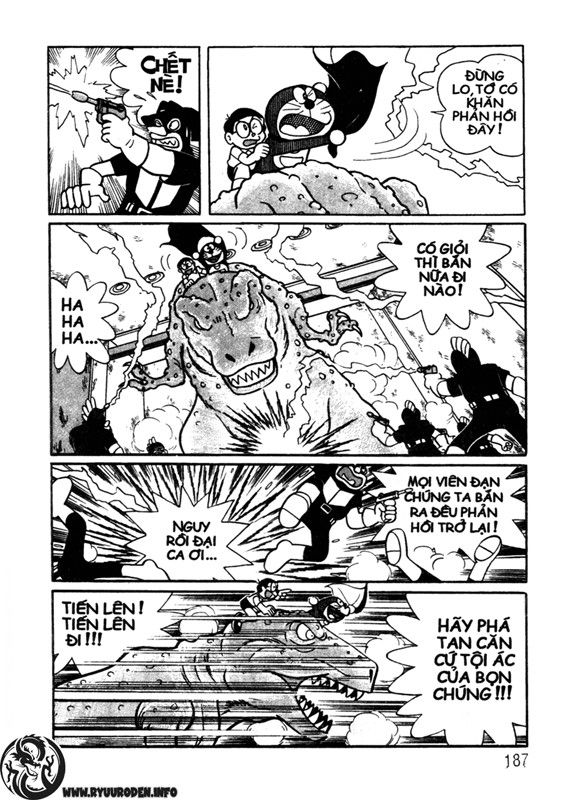 CHẾT
NÈ!
ĐỪNG
LO, TỚ CÓ
KHĂN
PHẢN HỒI
ĐÂY!
CÓ GIỎI
THÌ BẮN
NỮA ĐI
NÀO!
HA
HA
HA...
MỌI VIÊN ĐẠN
CHÚNG TA BẮN
RA ĐỀU PHẢN
HỒI TRỞ LẠI!
NGUY
RỒI ĐẠI
CA ƠI...
TIẾN LÊN!
TIẾN LÊN
ĐI!!!
HÃY PHÁ
TAN CĂN
CỨ TỘI ÁC
CỦA BỌN
CHÚNG!!!
187
WWW.RYUURODEN.INFO